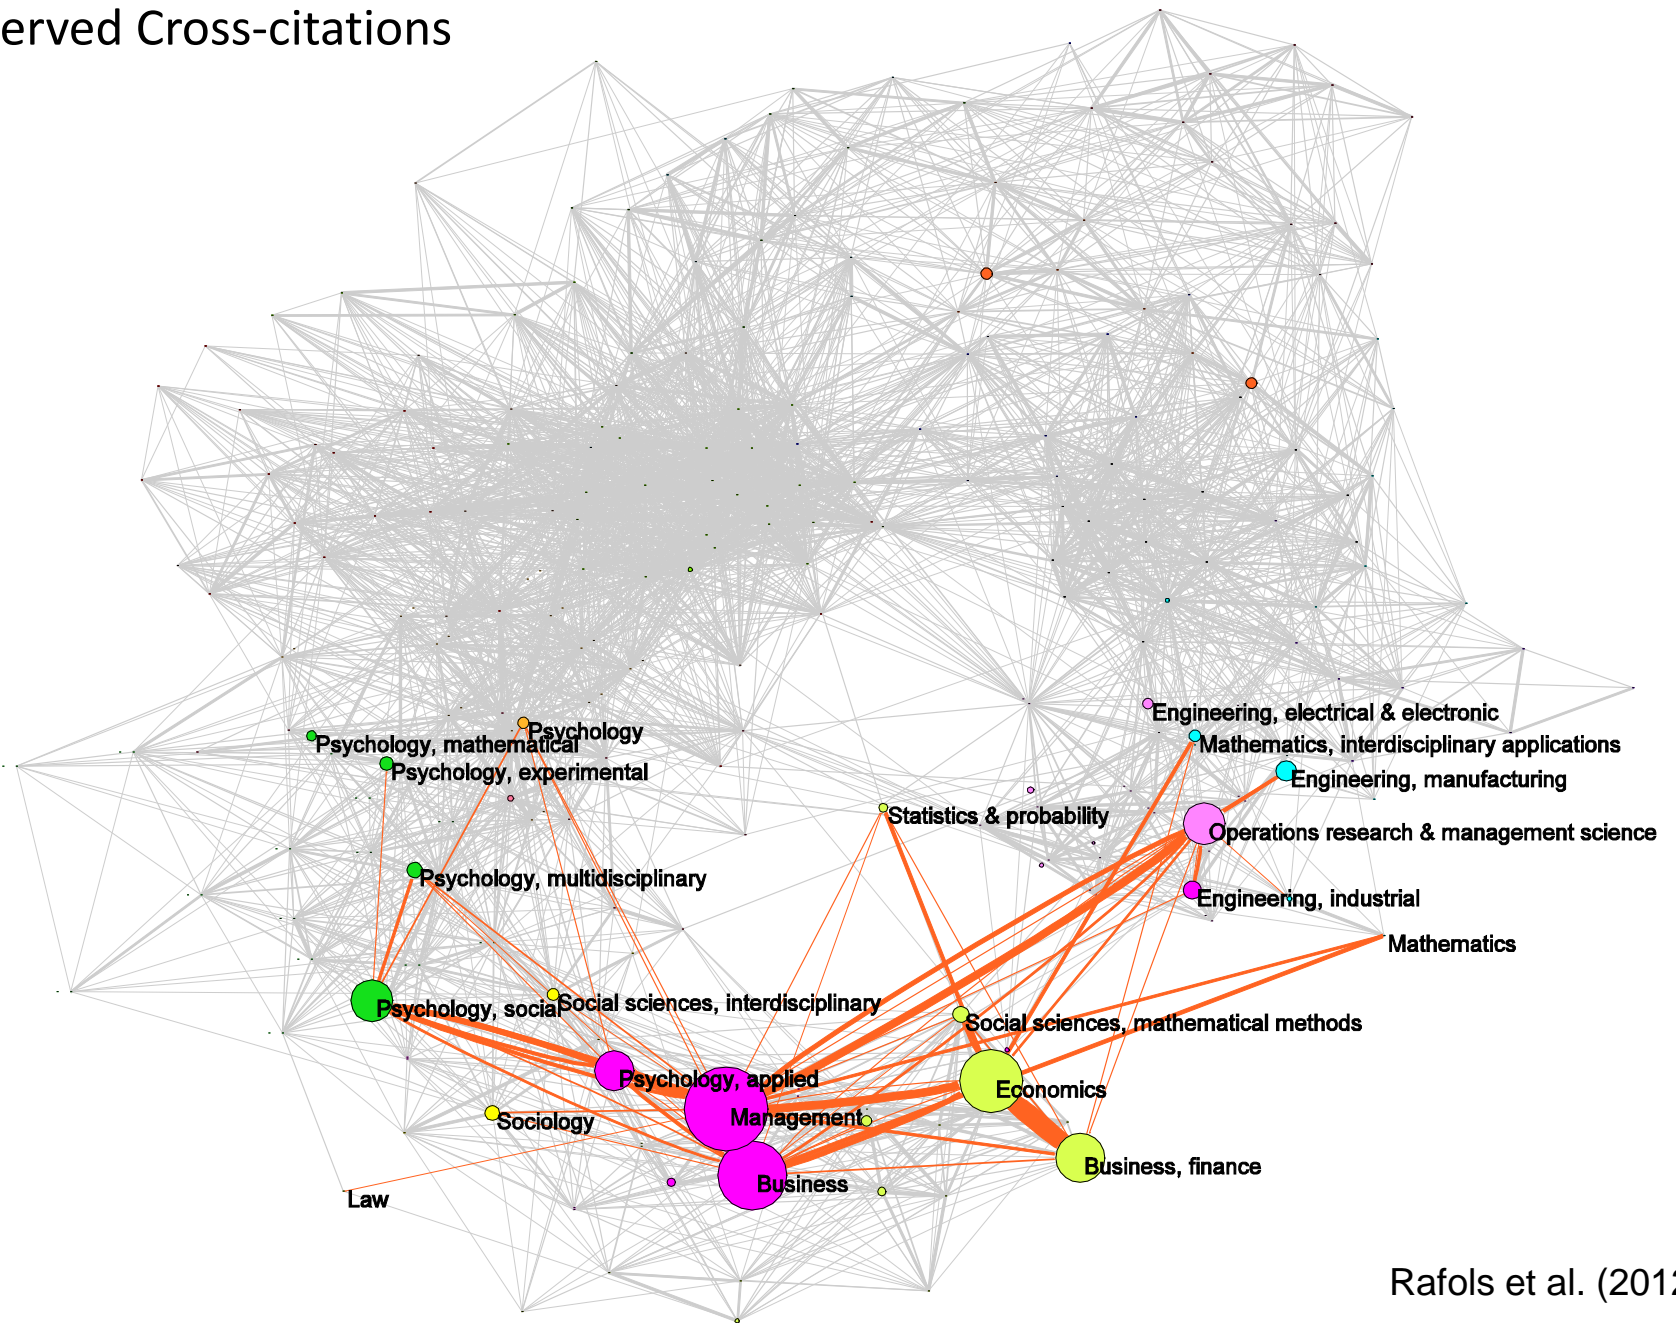 erved Cross-citations
Psychology
Psychology, mathematical
Psychology, experimental
Engineering, electrical & electronic
Mathematics, interdisciplinary applications
Engineering, manufacturing
Statistics & probability
Operations research & management science
Psychology, multidisciplinary
Engineering, industrial
Mathematics
Psychology, social
Social sciences, interdisciplinary
Social sciences, mathematical methods
Psychology, applied
Economics
Management
Sociology
Business, finance
Business
Law
Rafols et al. (2012